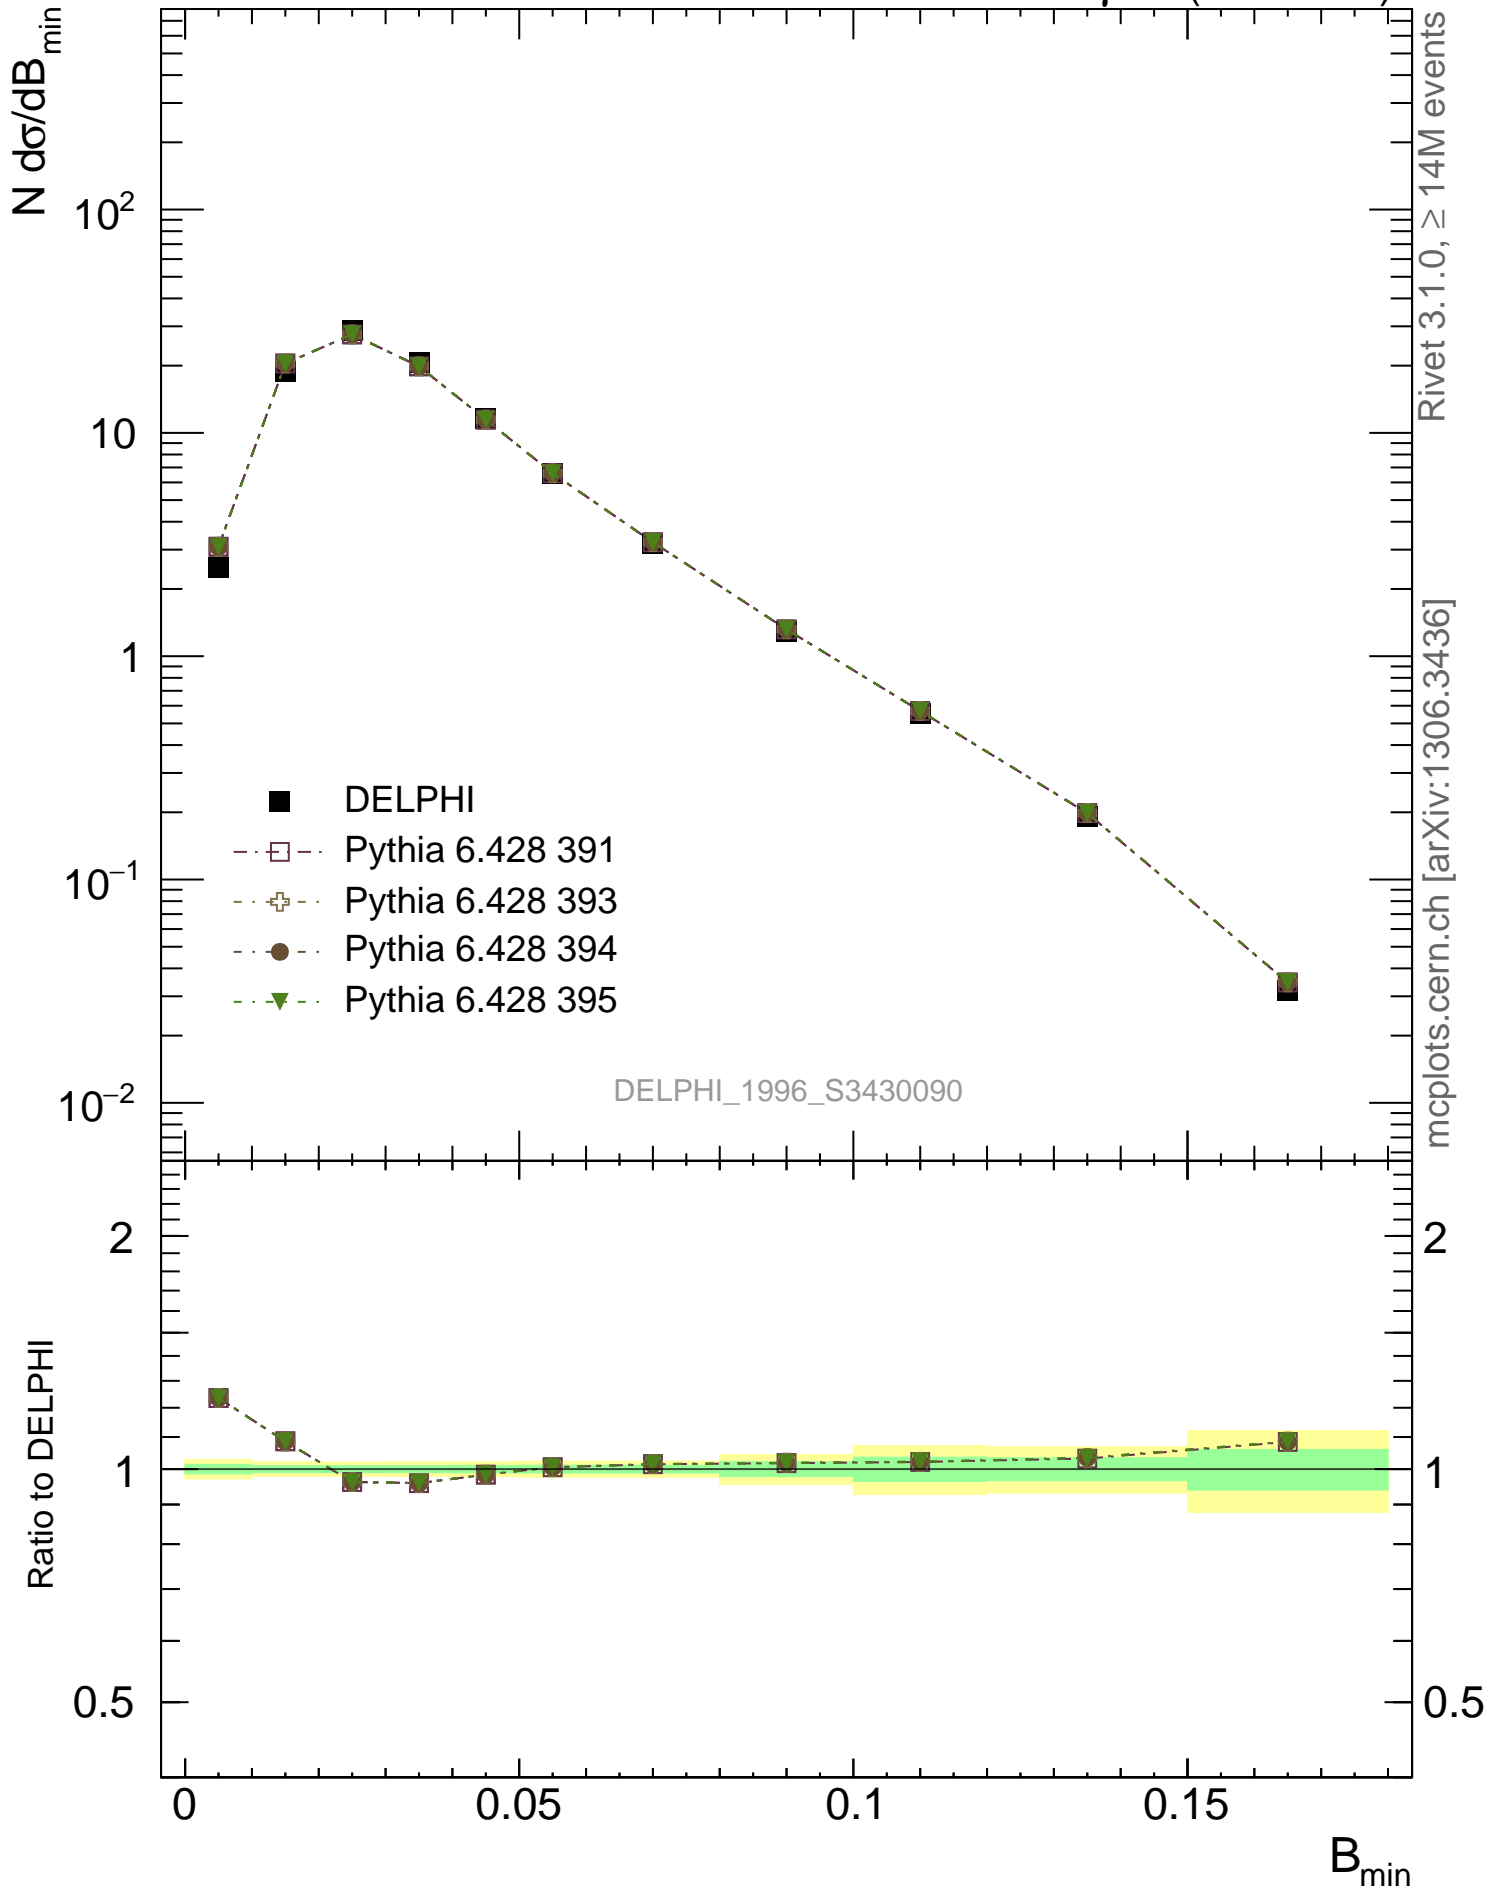 N dσ/dB_min
10²
10
1
10⁻¹
10⁻²
DELPHI
Pythia 6.428 391
Pythia 6.428 393
Pythia 6.428 394
Pythia 6.428 395
DELPHI_1996_S3430090
Rivet 3.1.0, ≥ 14M events
mcplots.cern.ch [arXiv:1306.3436]
Ratio to DELPHI
2
1
0.5
2
1
0.5
0
0.05
0.1
0.15
B_min